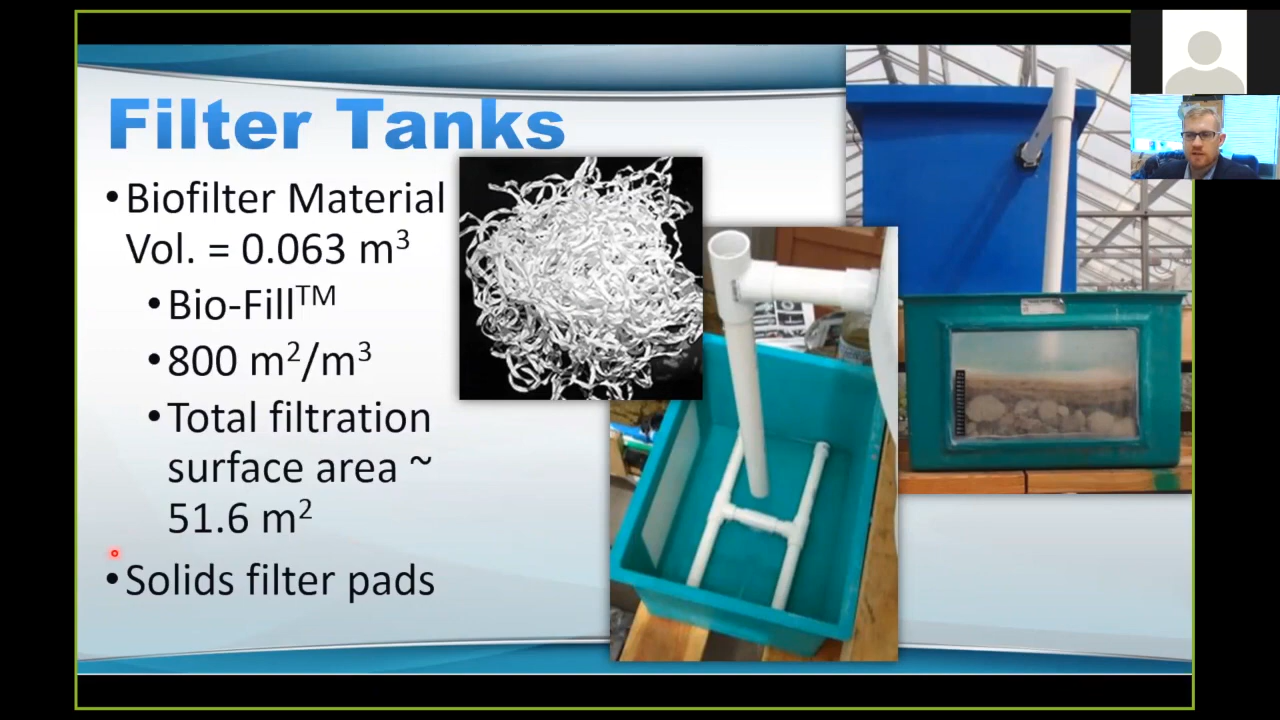 Filter Tanks
•Biofilter Material
Vol. = 0.063 m³
•Bio-Fill™
•800 m²/m³
•Total filtration
surface area ~
51.6 m²
•Solids filter pads